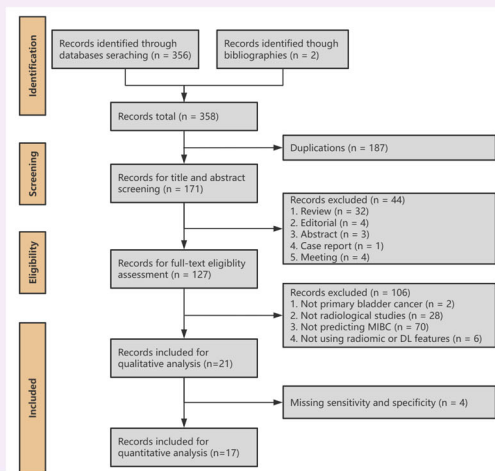 Identification
Records identified through
databases seraching (n = 356)
Records identified though
bibliographies (n = 2)
Records total (n = 358)
Duplications (n = 187)
Screening
Records for title and abstract
screening (n = 171)
Records excluded (n = 44)
1. Review (n = 32)
2. Editorial (n = 4)
3. Abstract (n = 3)
4. Case report (n = 1)
5. Meeting (n = 4)
Eligibility
Records for full-text eligiblity
assessment (n = 127)
Records excluded (n = 106)
1. Not primary bladder cancer (n = 2)
2. Not radiological studies (n = 28)
3. Not predicting MIBC (n = 70)
4. Not using radiomic or DL features (n = 6)
Included
Records included for
qualitative analysis (n=21)
Missing sensitivity and specificity (n = 4)
Records included for
quantitative analysis (n=17)